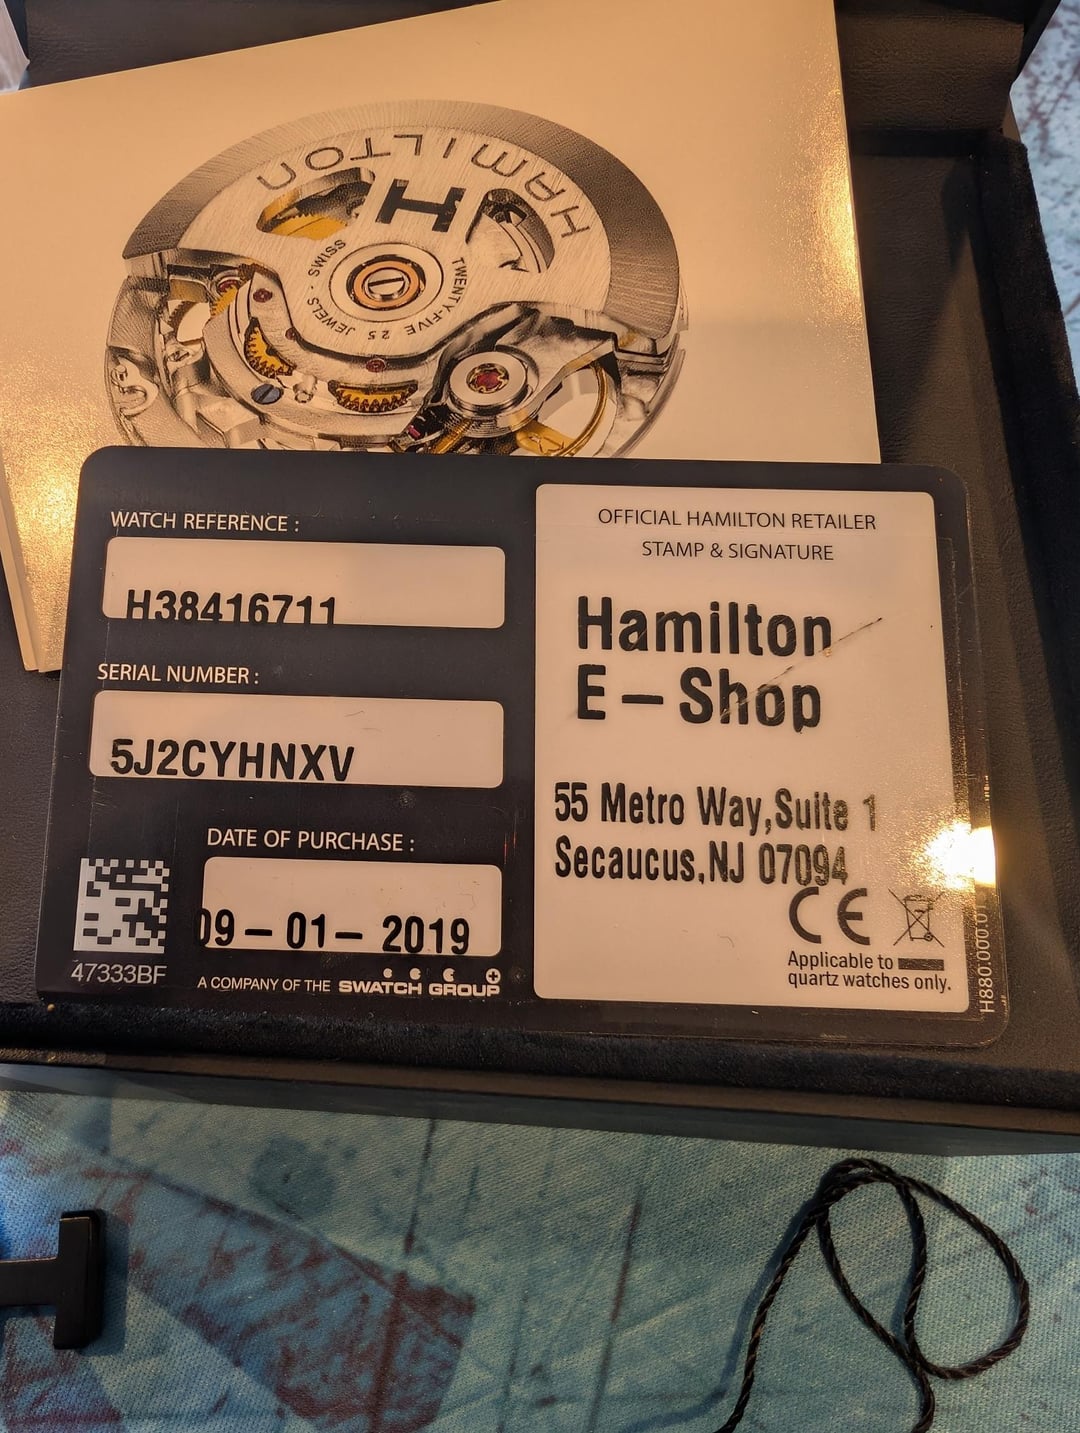 HAMILTON
H
TWENTY-FIVE 25 JEWELS · SWISS
WATCH REFERENCE :
H38416711
SERIAL NUMBER :
5J2CYHNXV
DATE OF PURCHASE :
09-01-2019
47333BF
A COMPANY OF THE SWATCH GROUP
OFFICIAL HAMILTON RETAILER
STAMP & SIGNATURE
Hamilton
E-Shop
55 Metro Way,Suite 1
Secaucus,NJ 07094
CE
Applicable to
quartz watches only.